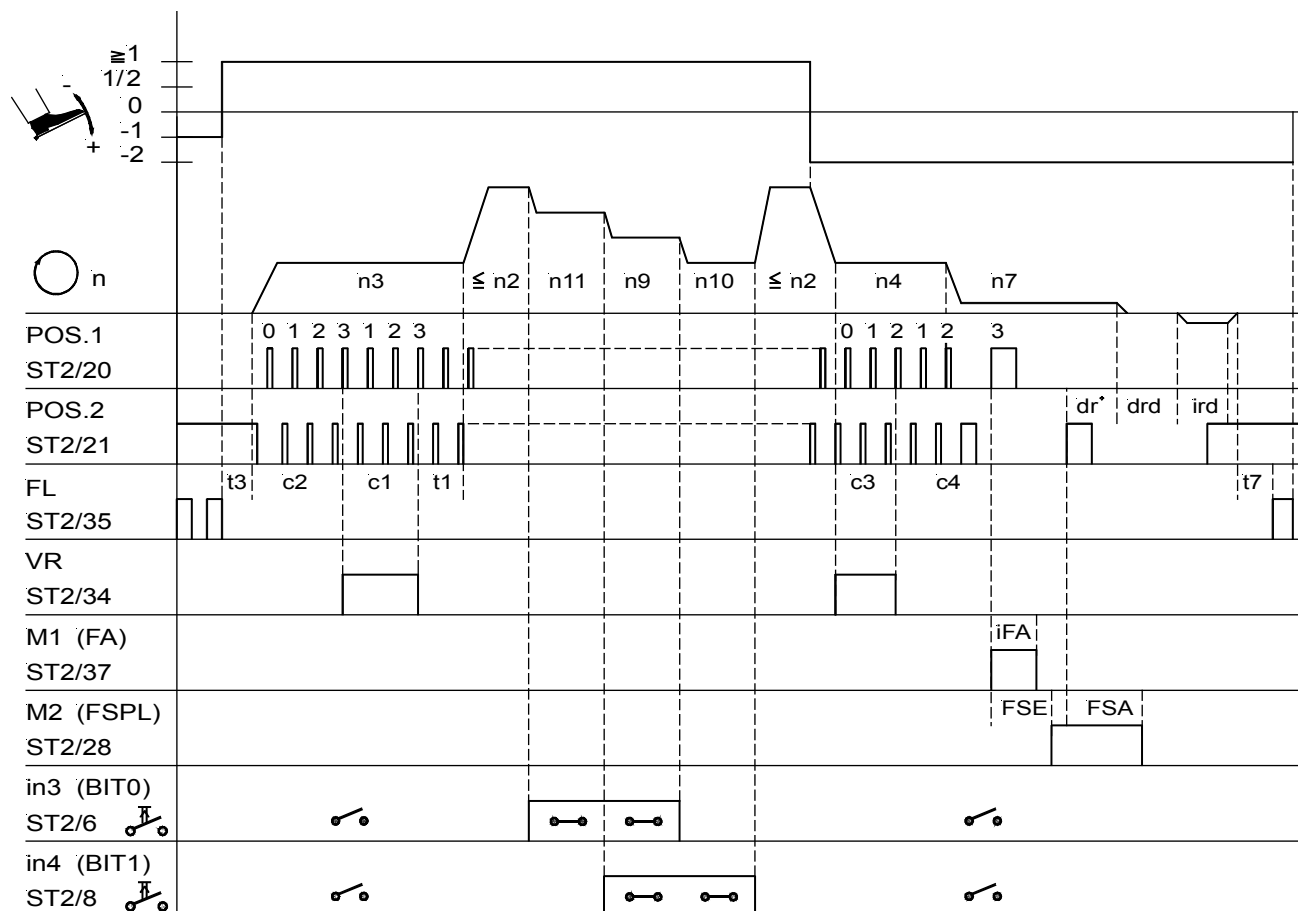 ≧1
1/2
-
0
-1
+
-2
n
n3
≦ n2
n11
n9
n10
≦ n2
n4
n7
POS.1
0 1 2 3 1 2 3
0 1 2 1 2 3
ST2/20
POS.2
dr+
drd
ird
ST2/21
FL
t3
c2
c1
t1
c3
c4
t7
ST2/35
VR
ST2/34
M1 (FA)
iFA
ST2/37
M2 (FSPL)
FSE
FSA
ST2/28
in3 (BIT0)
ST2/6
in4 (BIT1)
ST2/8